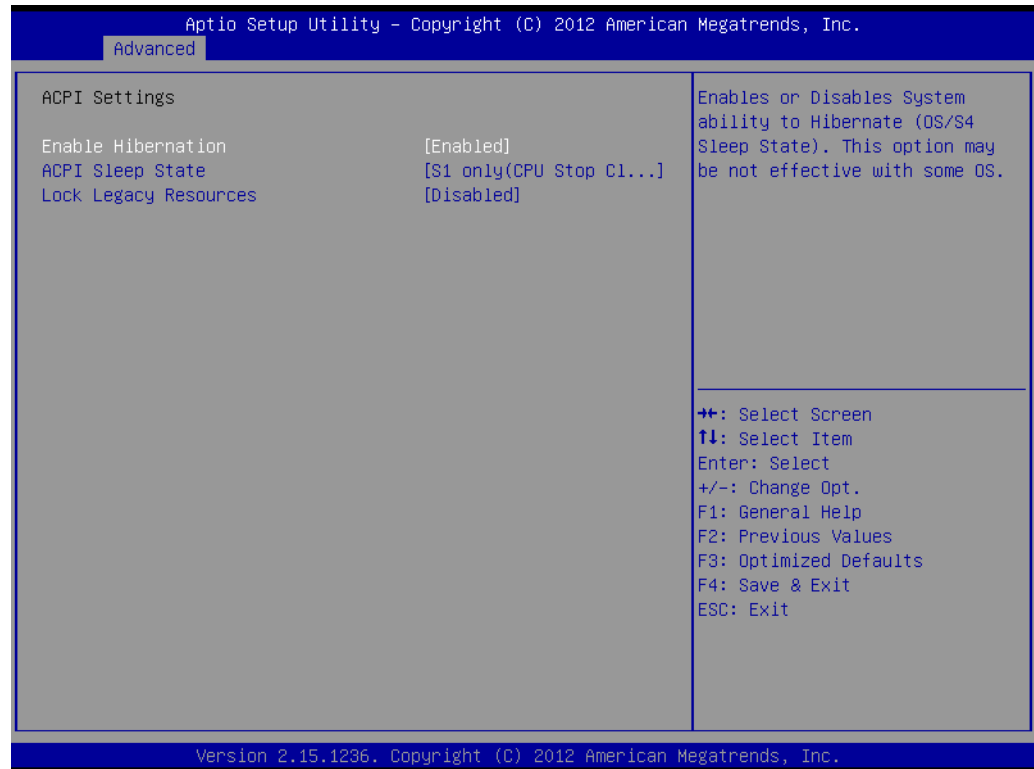 Aptio Setup Utility – Copyright (C) 2012 American Megatrends, Inc.
Advanced
ACPI Settings
Enable Hibernation [Enabled]
ACPI Sleep State [S1 only(CPU Stop Cl...]
Lock Legacy Resources [Disabled]
Enables or Disables System
ability to Hibernate (OS/S4
Sleep State). This option may
be not effective with some OS.
→←: Select Screen
↑↓: Select Item
Enter: Select
+/-: Change Opt.
F1: General Help
F2: Previous Values
F3: Optimized Defaults
F4: Save & Exit
ESC: Exit
Version 2.15.1236. Copyright (C) 2012 American Megatrends, Inc.